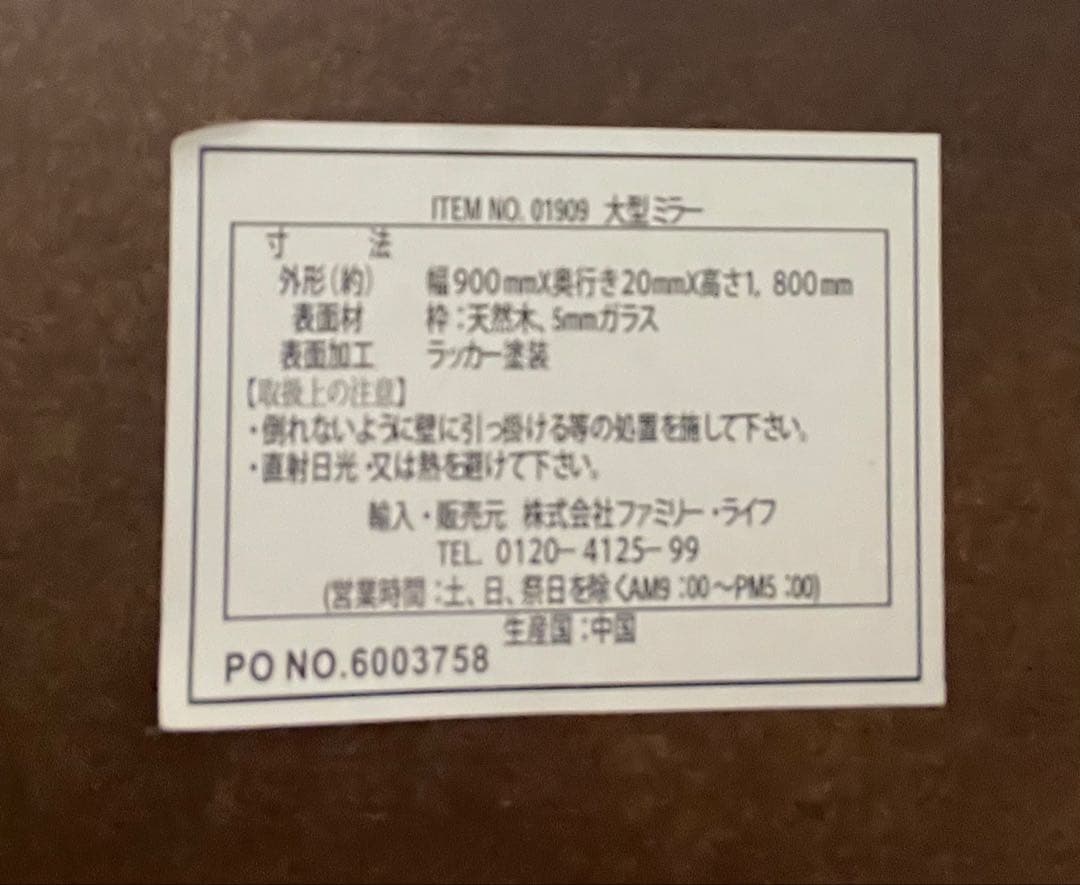 ITEM NO. 01909 大型ミラー
寸 法
外形(約) 幅900mmX奥行き20mmX高さ1,800mm
表面材 枠:天然木、5mmガラス
表面加工 ラッカー塗装
【取扱上の注意】
・倒れないように壁に引っ掛ける等の処置を施して下さい。
・直射日光・又は熱を避けて下さい。
輸入・販売元 株式会社ファミリー・ライフ
TEL. 0120-4125-99
(営業時間:土、日、祭日を除くAM9:00〜PM5:00)
生産国:中国
PO NO.6003758